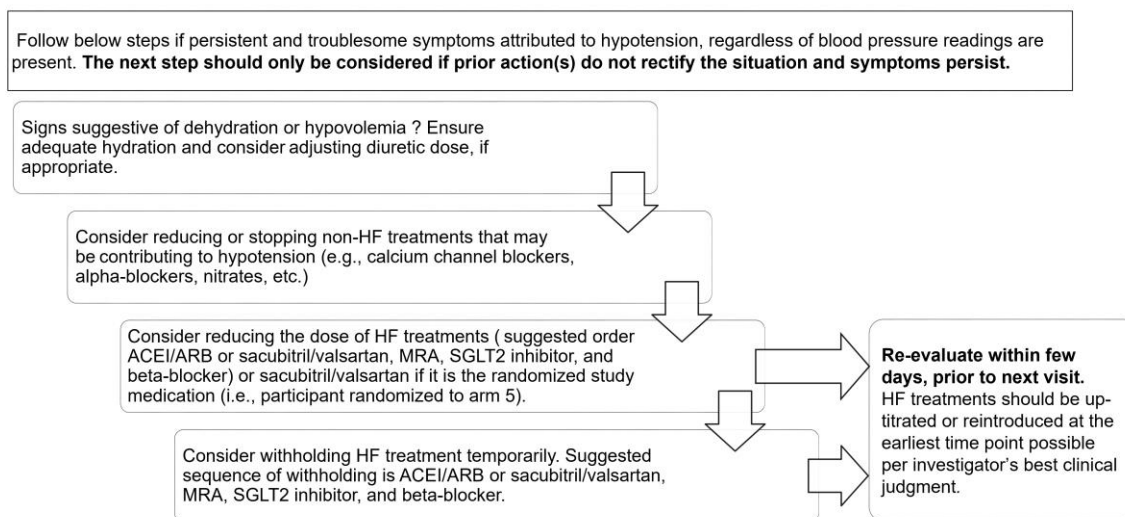 Follow below steps if persistent and troublesome symptoms attributed to hypotension, regardless of blood pressure readings are
present. The next step should only be considered if prior action(s) do not rectify the situation and symptoms persist.
Signs suggestive of dehydration or hypovolemia ? Ensure
adequate hydration and consider adjusting diuretic dose, if
appropriate.
Consider reducing or stopping non-HF treatments that may
be contributing to hypotension (e.g., calcium channel blockers,
alpha-blockers, nitrates, etc.)
Consider reducing the dose of HF treatments ( suggested order
ACEI/ARB or sacubitril/valsartan, MRA, SGLT2 inhibitor, and
beta-blocker) or sacubitril/valsartan if it is the randomized study
medication (i.e., participant randomized to arm 5).
Re-evaluate within few
days, prior to next visit.
HF treatments should be up-
titrated or reintroduced at the
earliest time point possible
per investigator's best clinical
judgment.
Consider withholding HF treatment temporarily. Suggested
sequence of withholding is ACEI/ARB or sacubitril/valsartan,
MRA, SGLT2 inhibitor, and beta-blocker.